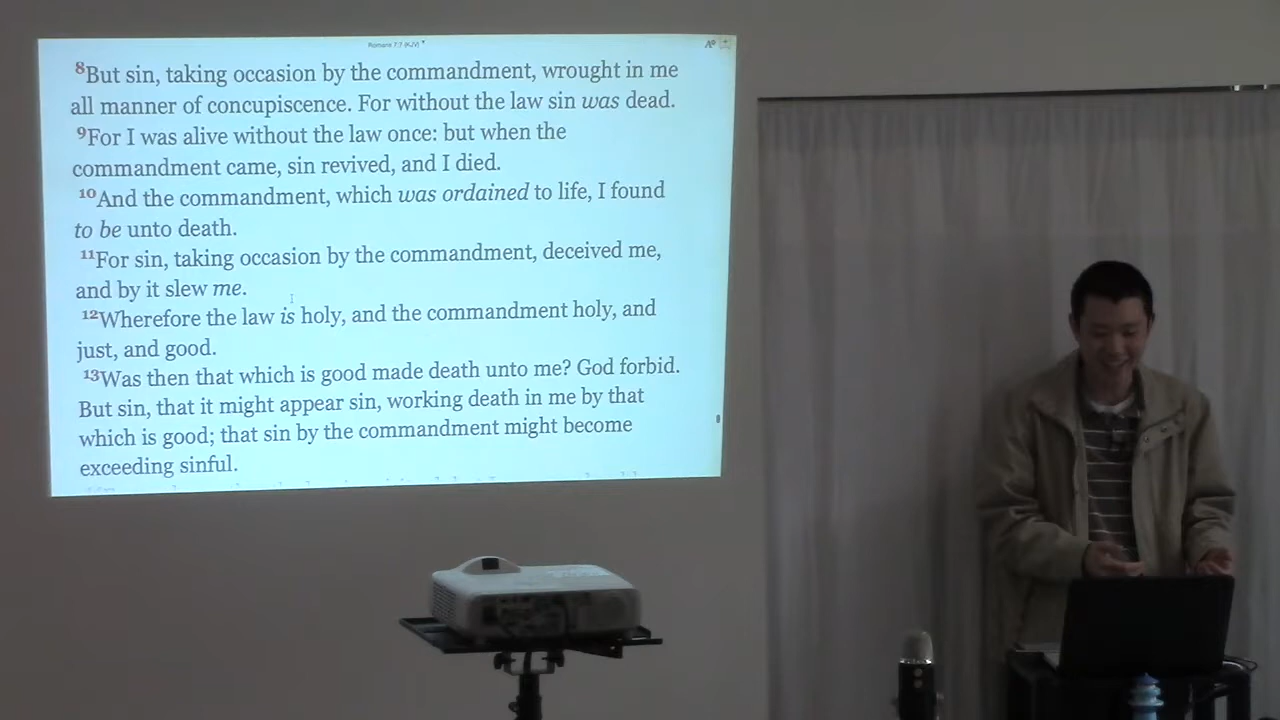 Romans 7:7 (KJV)
8But sin, taking occasion by the commandment, wrought in me
all manner of concupiscence. For without the law sin was dead.
9For I was alive without the law once: but when the
commandment came, sin revived, and I died.
10And the commandment, which was ordained to life, I found
to be unto death.
11For sin, taking occasion by the commandment, deceived me,
and by it slew me.
12Wherefore the law is holy, and the commandment holy, and
just, and good.
13Was then that which is good made death unto me? God forbid.
But sin, that it might appear sin, working death in me by that
which is good; that sin by the commandment might become
exceeding sinful.